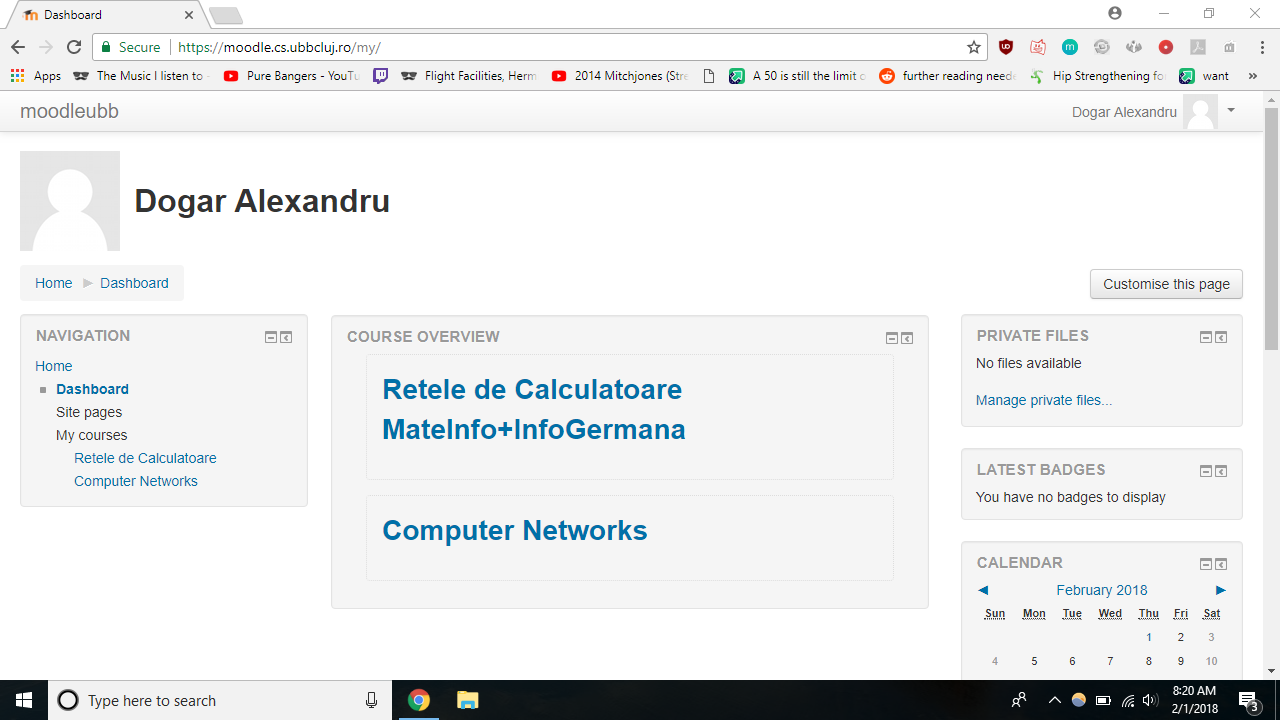 Dashboard
Secure https://moodle.cs.ubbcluj.ro/my/
Apps The Music I listen to - Pure Bangers - YouTu Flight Facilities, Herm 2014 Mitchjones (Stre A 50 is still the limit o further reading neede Hip Strengthening fo want »
moodleubb Dogar Alexandru
Dogar Alexandru
Home ► Dashboard Customise this page
NAVIGATION
Home
Dashboard
Site pages
My courses
Retele de Calculatoare
Computer Networks
COURSE OVERVIEW
Retele de Calculatoare
MateInfo+InfoGermana
Computer Networks
PRIVATE FILES
No files available
Manage private files...
LATEST BADGES
You have no badges to display
CALENDAR
◄ February 2018 ►
Sun Mon Tue Wed Thu Fri Sat
1 2 3
4 5 6 7 8 9 10
Type here to search
8:20 AM
2/1/2018
3